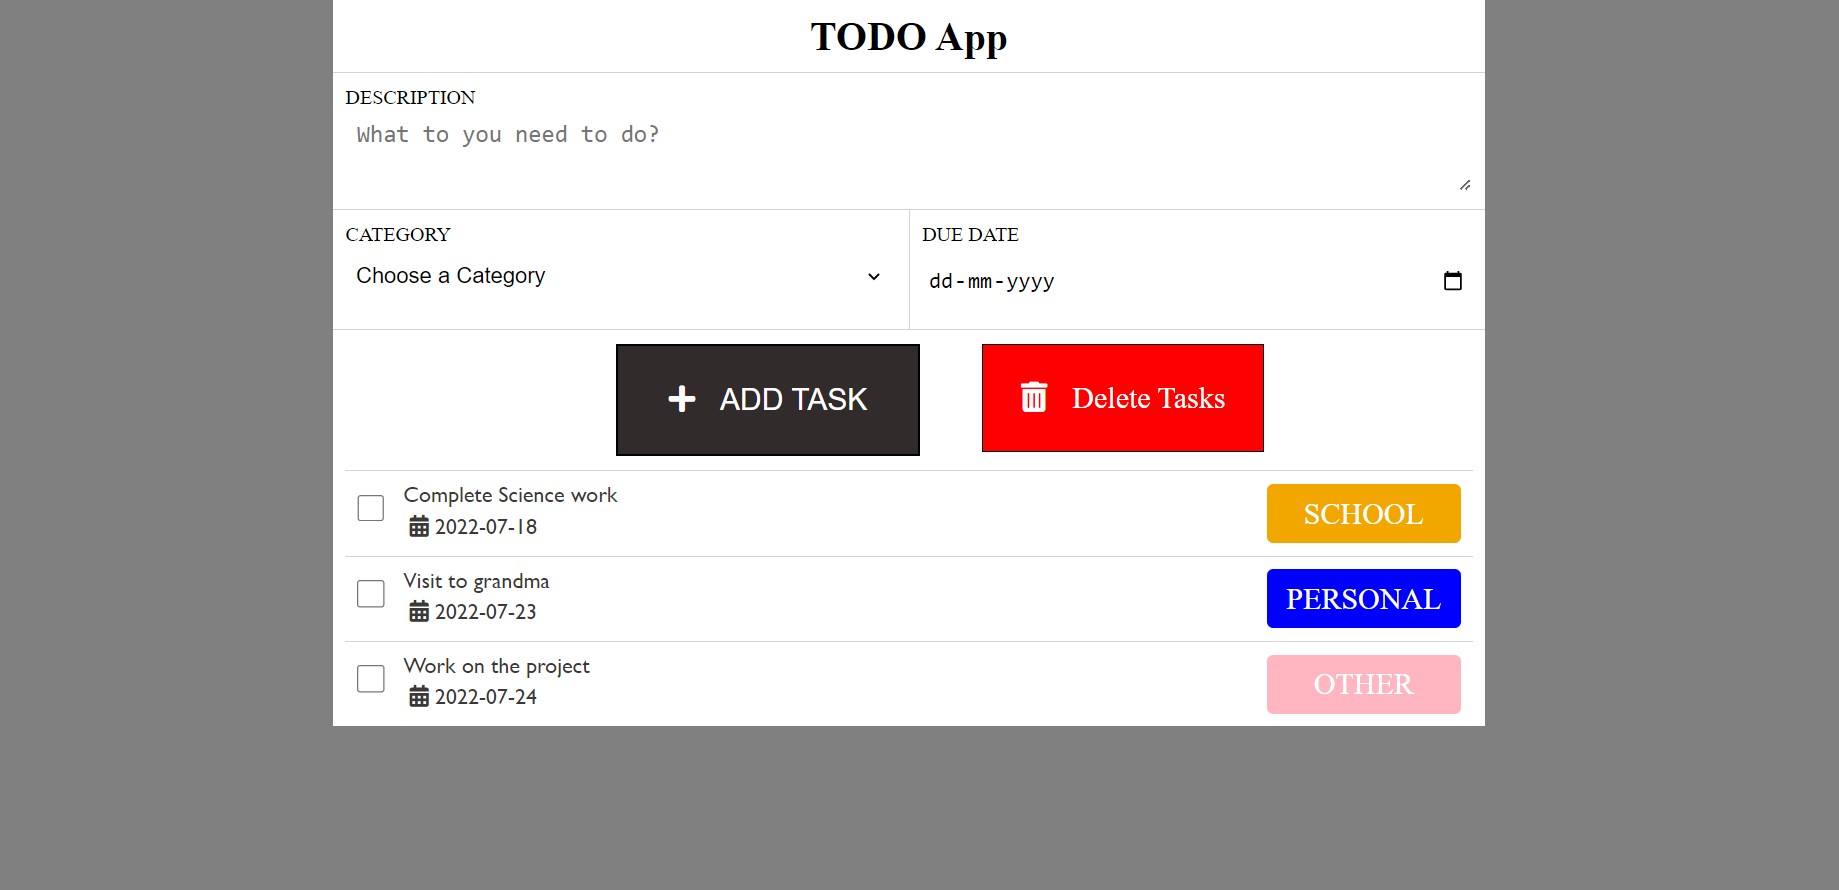 TODO App
DESCRIPTION
What to you need to do?
CATEGORY
DUE DATE
Choose a Category
dd-mm-yyyy
ADD TASK
Delete Tasks
Complete Science work
2022-07-18
SCHOOL
Visit to grandma
2022-07-23
PERSONAL
Work on the project
2022-07-24
OTHER